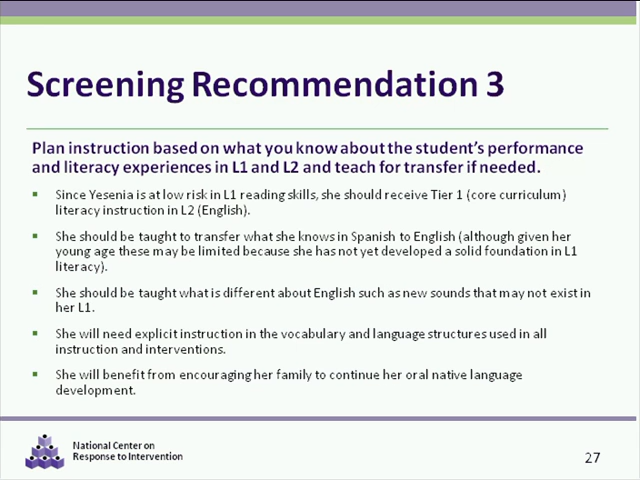 Screening Recommendation 3
Plan instruction based on what you know about the student's performance
and literacy experiences in L1 and L2 and teach for transfer if needed.
Since Yesenia is at low risk in L1 reading skills, she should receive Tier 1 (core curriculum)
literacy instruction in L2 (English).
She should be taught to transfer what she knows in Spanish to English (although given her
young age these may be limited because she has not yet developed a solid foundation in L1
literacy).
She should be taught what is different about English such as new sounds that may not exist in
her L1.
She will need explicit instruction in the vocabulary and language structures used in all
instruction and interventions.
She will benefit from encouraging her family to continue her oral native language
development.
National Center on
Response to Intervention
27